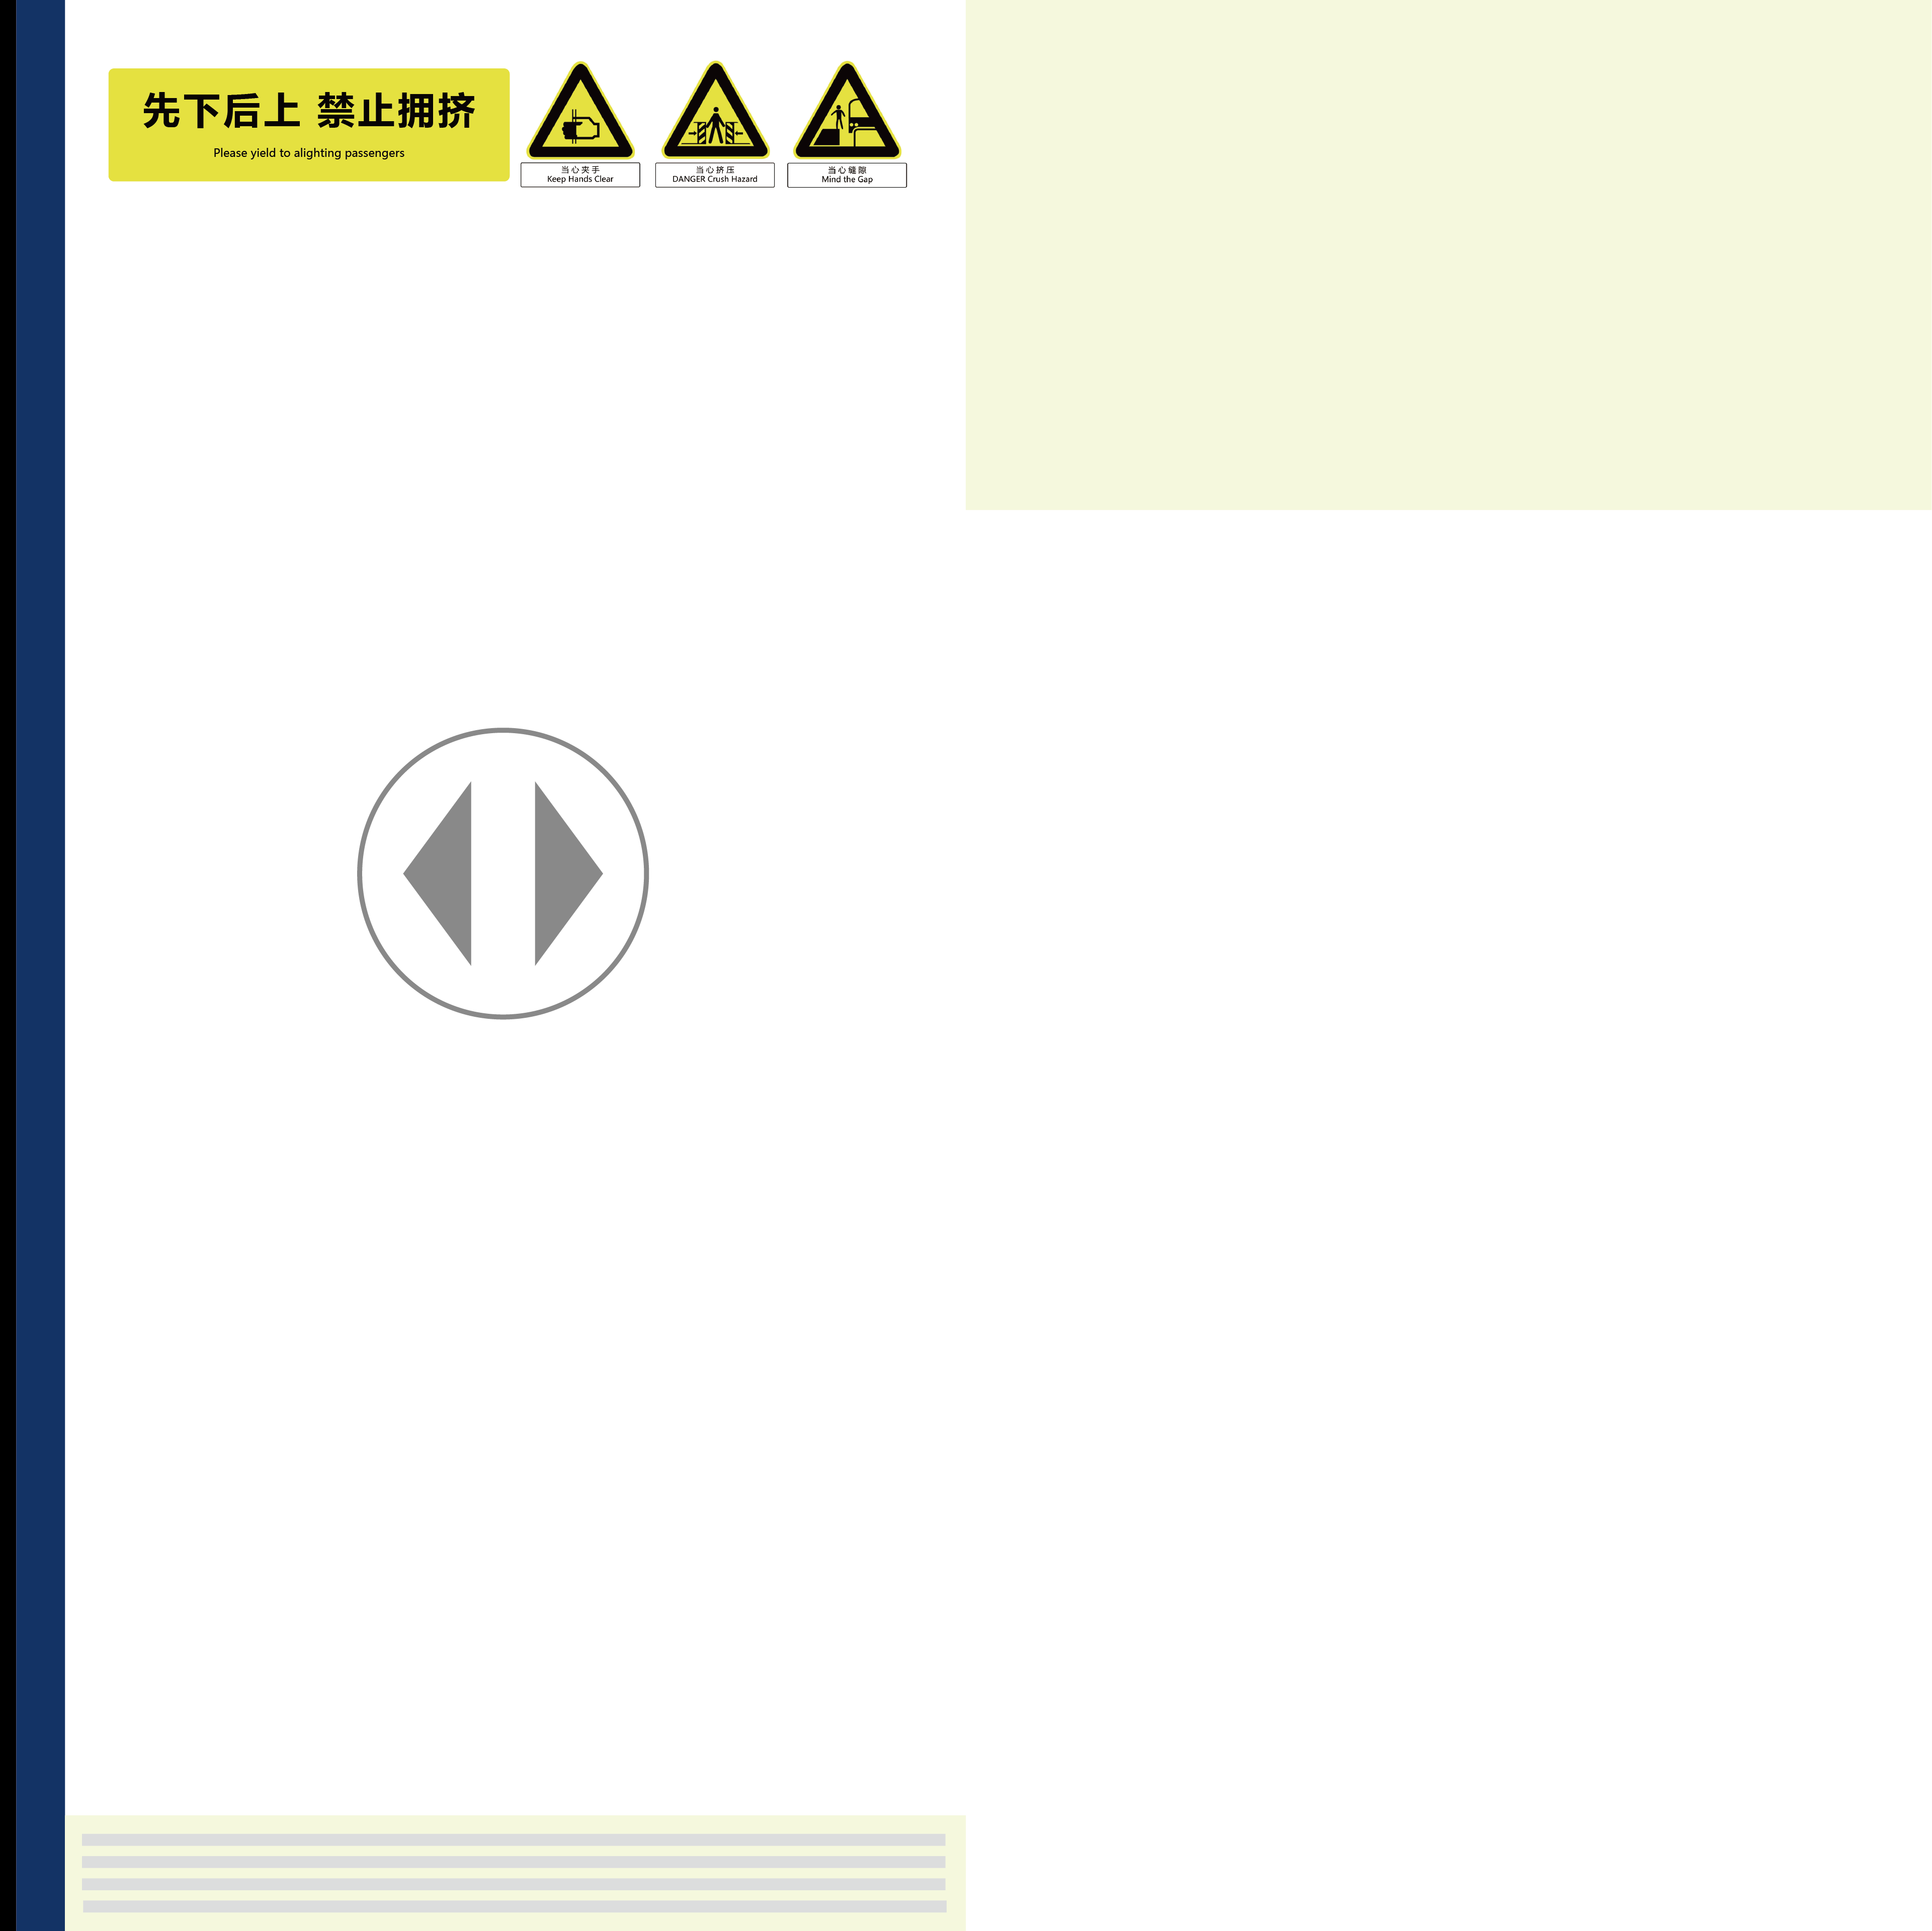 先下后上 禁止拥挤
Please yield to alighting passengers
当心夹手
Keep Hands Clear
当心挤压
DANGER Crush Hazard
当心缝隙
Mind the Gap